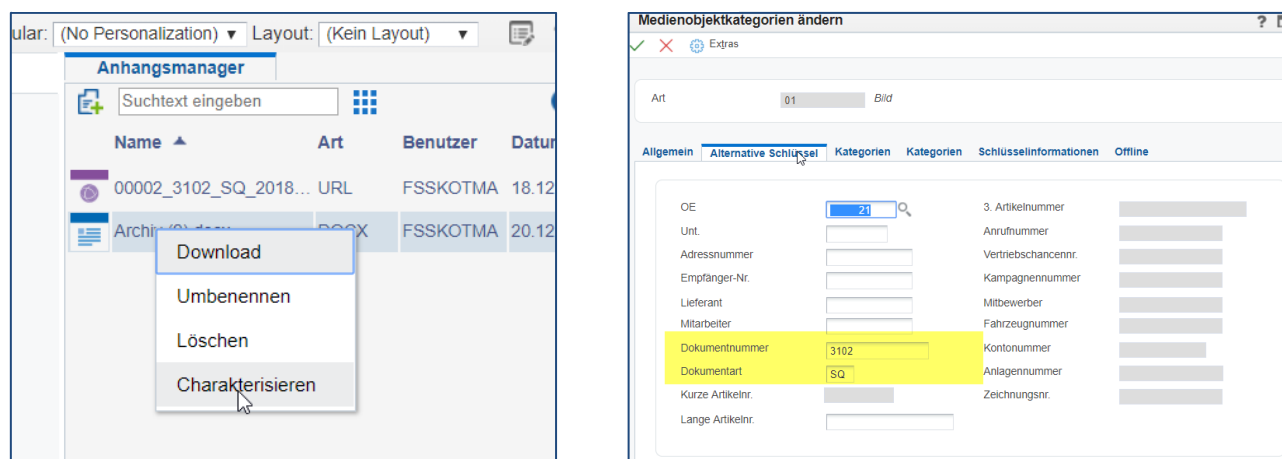 ular: (No Personalization) ▼ Layout: (Kein Layout) ▼
Anhangsmanager
Suchtext eingeben
Name ▲ Art Benutzer Datur
00002_3102_SQ_2018... URL FSSKOTMA 18.12
Archiv (9).docx DOCX FSSKOTMA 20.12
Download
Umbenennen
Löschen
Charakterisieren
Medienobjektkategorien ändern
Extras
Art 01 Bild
Allgemein Alternative Schlüssel Kategorien Kategorien Schlüsselinformationen Offline
OE 21 3. Artikelnummer
Unt. Anrufnummer
Adressnummer Vertriebschancennr.
Empfänger-Nr. Kampagnennummer
Lieferant Mitbewerber
Mitarbeiter Fahrzeugnummer
Dokumentnummer 3102 Kontonummer
Dokumentart SQ Anlagennummer
Kurze Artikelnr. Zeichnungsnr.
Lange Artikelnr.